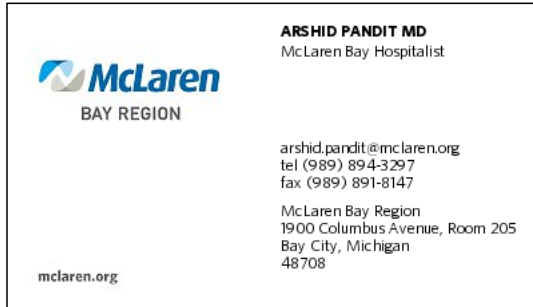 ARSHID PANDIT MD
McLaren Bay Hospitalist
McLaren
BAY REGION
arshid.pandit@mclaren.org
tel (989) 894-3297
fax (989) 891-8147
McLaren Bay Region
1900 Columbus Avenue, Room 205
Bay City, Michigan
48708
mclaren.org